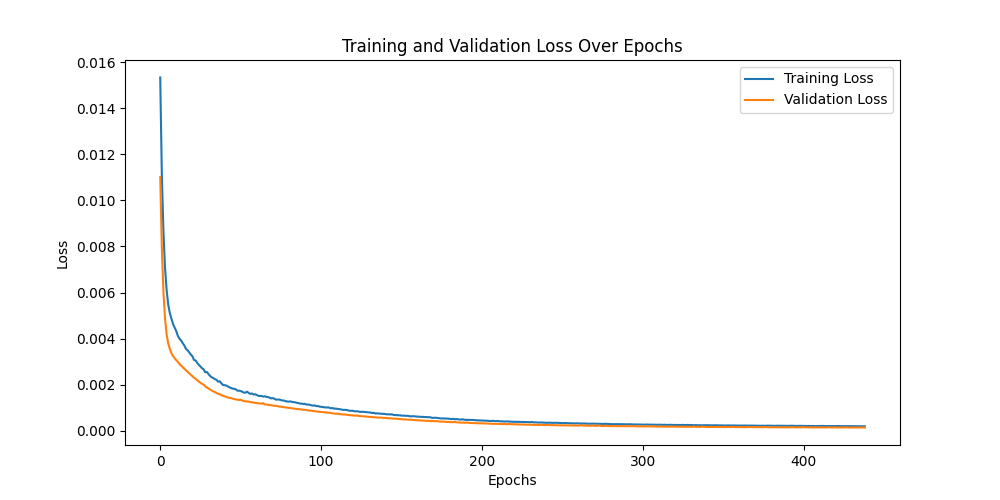 Training and Validation Loss Over Epochs
0.016
0.014
0.012
0.010
0.008
0.006
0.004
0.002
0.000
Loss
Training Loss
Validation Loss
0
100
200
300
400
Epochs